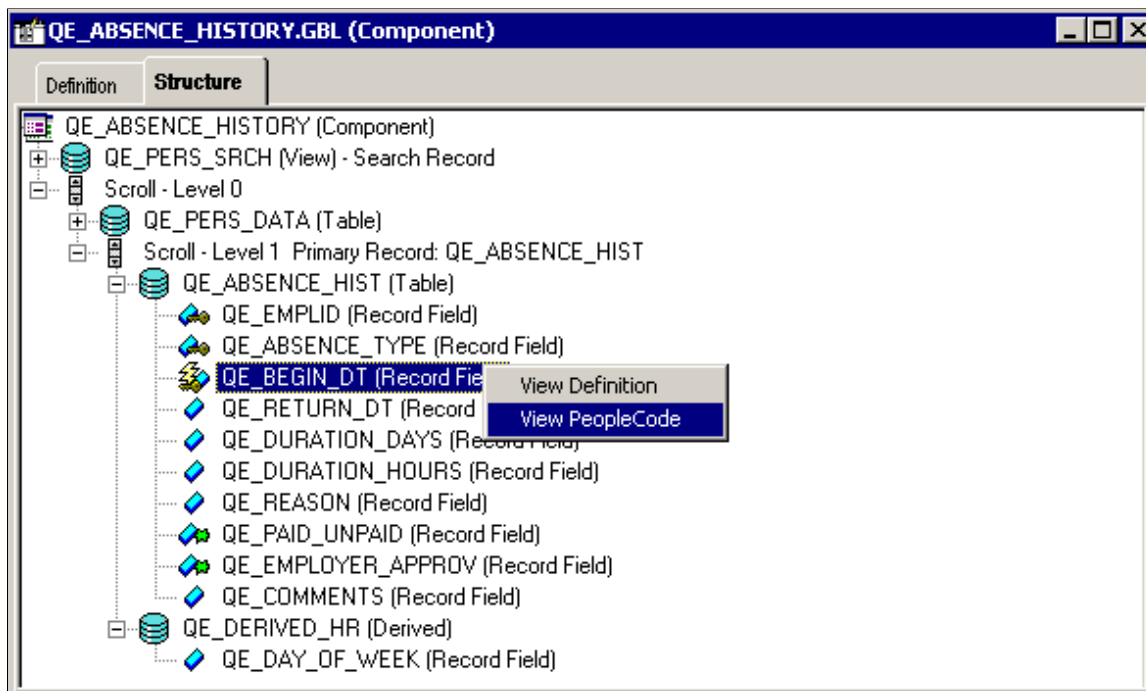 QE_ABSENCE_HISTORY.GBL (Component)
Definition Structure
QE_ABSENCE_HISTORY (Component)
QE_PERS_SRCH (View) - Search Record
Scroll - Level 0
QE_PERS_DATA (Table)
Scroll - Level 1 Primary Record: QE_ABSENCE_HIST
QE_ABSENCE_HIST (Table)
QE_EMPLID (Record Field)
QE_ABSENCE_TYPE (Record Field)
QE_BEGIN_DT (Record Fie
View Definition
QE_RETURN_DT (Record
View PeopleCode
QE_DURATION_DAYS (Record Field)
QE_DURATION_HOURS (Record Field)
QE_REASON (Record Field)
QE_PAID_UNPAID (Record Field)
QE_EMPLOYER_APPROV (Record Field)
QE_COMMENTS (Record Field)
QE_DERIVED_HR (Derived)
QE_DAY_OF_WEEK (Record Field)